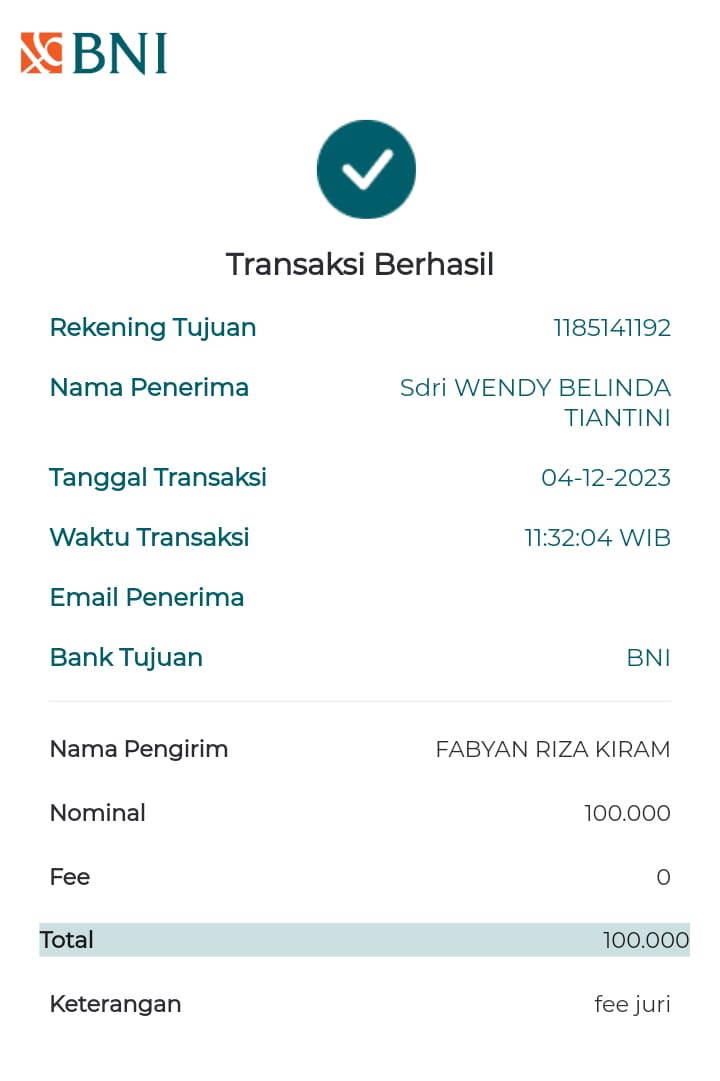 BNI
Transaksi Berhasil
Rekening Tujuan 1185141192
Nama Penerima Sdri WENDY BELINDA
TIANTINI
Tanggal Transaksi 04-12-2023
Waktu Transaksi 11:32:04 WIB
Email Penerima
Bank Tujuan BNI
Nama Pengirim FABYAN RIZA KIRAM
Nominal 100.000
Fee 0
Total 100.000
Keterangan fee juri